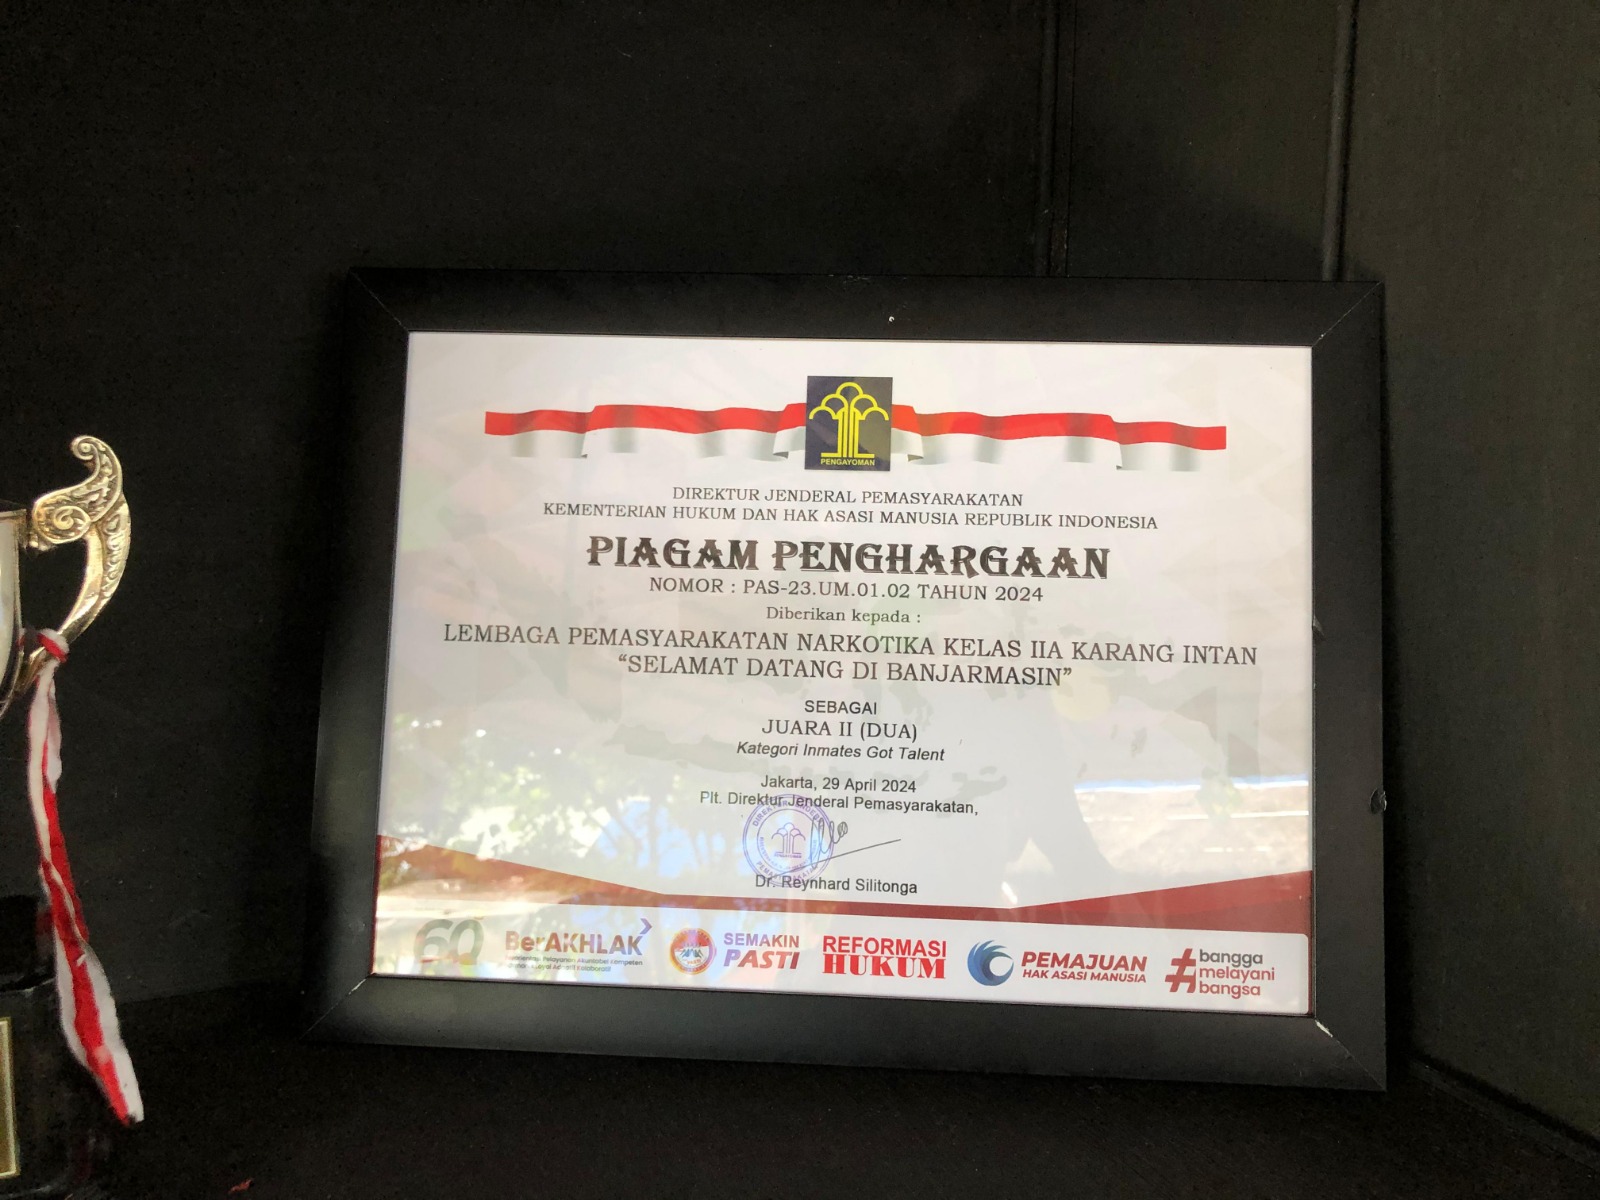 PENGAYOMAN
DIREKTUR JENDERAL PEMASYARAKATAN
KEMENTERIAN HUKUM DAN HAK ASASI MANUSIA REPUBLIK INDONESIA
PIAGAM PENGHARGAAN
NOMOR : PAS-23.UM.01.02 TAHUN 2024
Diberikan kepada :
LEMBAGA PEMASYARAKATAN NARKOTIKA KELAS IIA KARANG INTAN
“SELAMAT DATANG DI BANJARMASIN”
SEBAGAI
JUARA II (DUA)
Kategori Inmates Got Talent
Jakarta, 29 April 2024
Plt. Direktur Jenderal Pemasyarakatan,
Dr. Reynhard Silitonga
60
BerAKHLAK
SEMAKIN
PASTI
REFORMASI
HUKUM
PEMAJUAN
HAK ASASI MANUSIA
#bangga
melayani
bangsa